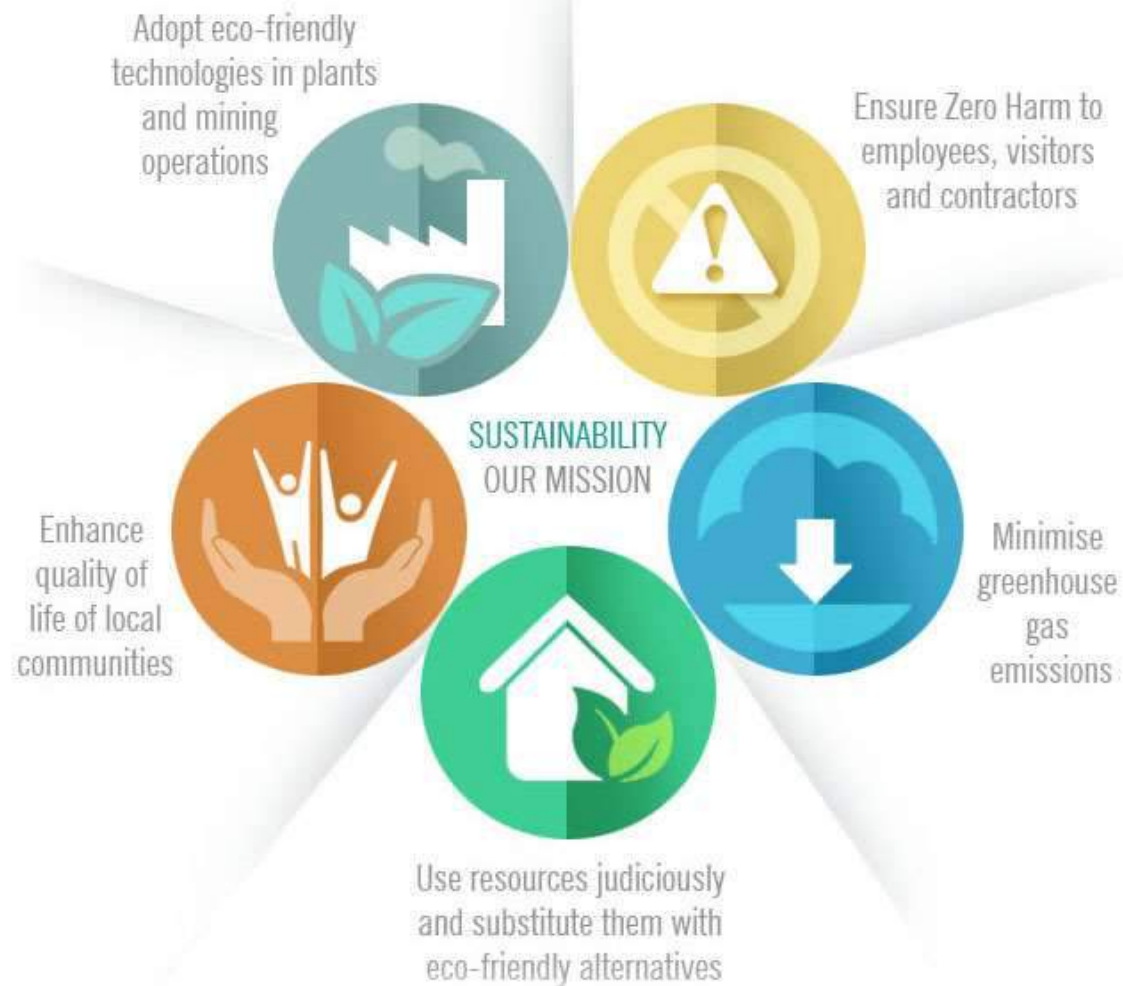 Adopt eco-friendly
technologies in plants
and mining
operations
Ensure Zero Harm to
employees, visitors
and contractors
SUSTAINABILITY
OUR MISSION
Enhance
quality of
life of local
communities
Minimise
greenhouse
gas
emissions
Use resources judiciously
and substitute them with
eco-friendly alternatives